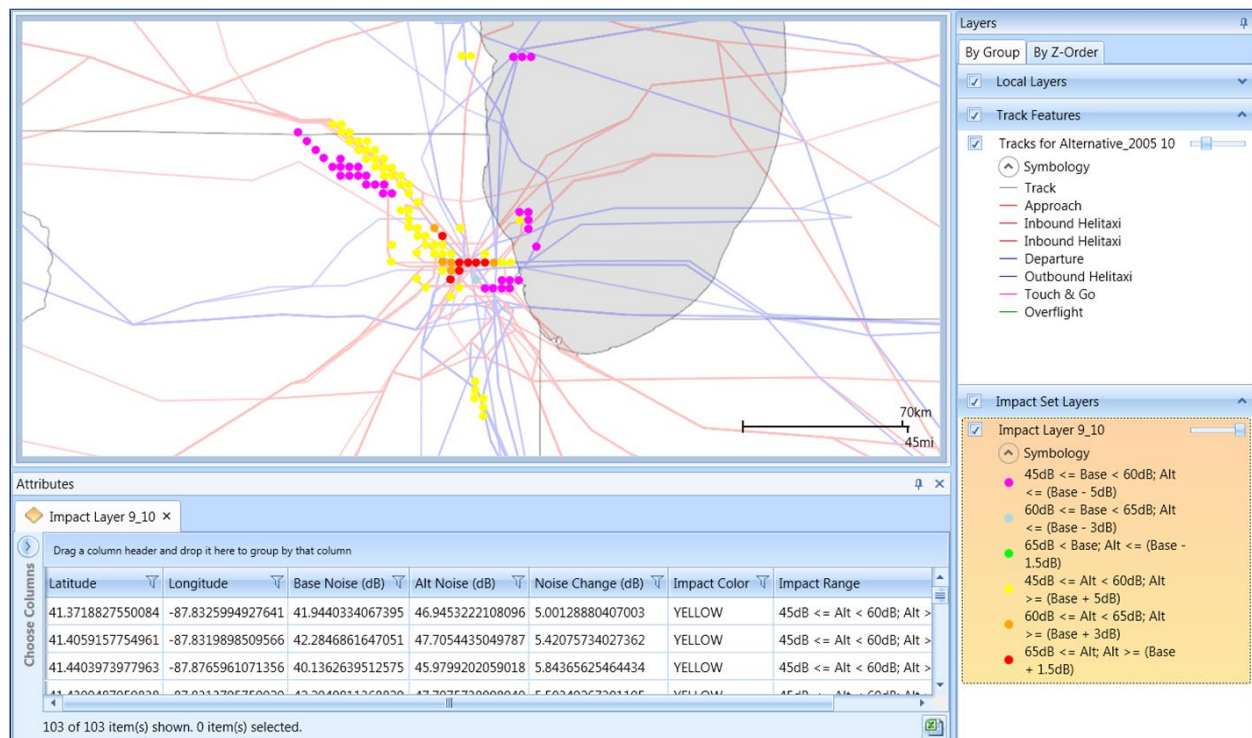 70km
45mi
Layers
By Group By Z-Order
Local Layers
Track Features
Tracks for Alternative_2005 10
Symbology
Track
Approach
Inbound Helitaxi
Inbound Helitaxi
Departure
Outbound Helitaxi
Touch & Go
Overflight
Impact Set Layers
Impact Layer 9_10
Symbology
45dB <= Base < 60dB; Alt
<= (Base - 5dB)
60dB <= Base < 65dB; Alt
<= (Base - 3dB)
65dB < Base; Alt <= (Base -
1.5dB)
45dB <= Alt < 60dB; Alt
>= (Base + 5dB)
60dB <= Alt < 65dB; Alt
>= (Base + 3dB)
65dB <= Alt; Alt >= (Base
+ 1.5dB)
Attributes
Impact Layer 9_10
Choose Columns
Drag a column header and drop it here to group by that column
Latitude Longitude Base Noise (dB) Alt Noise (dB) Noise Change (dB) Impact Color Impact Range
41.3718827550084 -87.8325994927641 41.9440334067395 46.9453222108096 5.00128880407003 YELLOW 45dB <= Alt < 60dB; Alt >
41.4059157754961 -87.8319898509566 42.2846861647051 47.7054435049787 5.42075734027362 YELLOW 45dB <= Alt < 60dB; Alt >
41.4403973977963 -87.8765961071356 40.1362639512575 45.9799202059018 5.84365625464434 YELLOW 45dB <= Alt < 60dB; Alt >
YELLOW 45dB <= Alt < 60dB; Alt >
103 of 103 item(s) shown. 0 item(s) selected.